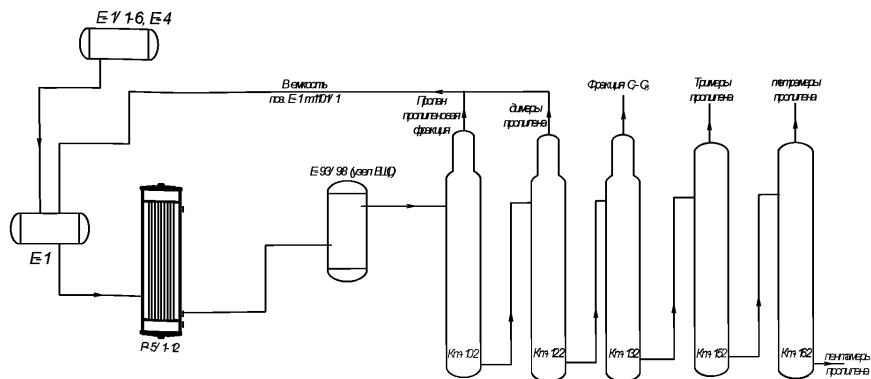 Е-1/1-6, Е-4
В емкость
поз. Е-1 m1101/1
Пропан
пропиленовая
фракция
димеры
пропилена
Фракция С₇-С₈
Тримеры
пропилена
тетрамеры
пропилена
Е-93/98 (узел ВЩО)
Е-1
Р-5/1-12
Кт-102
Кт-122
Кт-132
Кт-152
Кт-162
пентамеры
пропилена